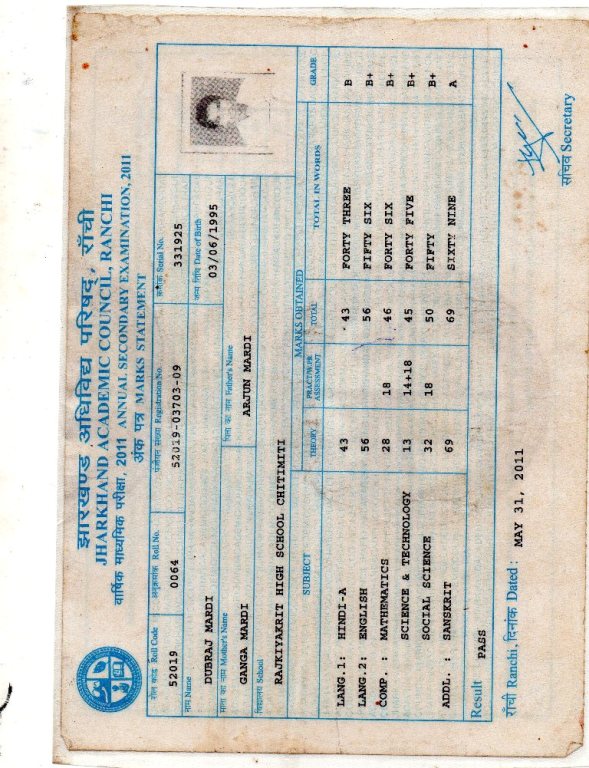 झारखण्ड अधिविद्य परिषद्, राँची
JHARKHAND ACADEMIC COUNCIL, RANCHI
वार्षिक माध्यमिक परीक्षा, 2011 ANNUAL SECONDARY EXAMINATION, 2011
अंक पत्र MARKS STATEMENT
रौल कोड Roll Code अनुक्रमांक Roll No. पंजीयन संख्या Registration No. क्रमांक Serial No.
52019 0064 52019-03703-09 331925
नाम Name जन्म तिथि Date of Birth
DUBRAJ MARDI 03/06/1995
माता का नाम Mother's Name पिता का नाम Father's Name
GANGA MARDI ARJUN MARDI
विद्यालय School
RAJKIYAKRIT HIGH SCHOOL CHITIMITI
SUBJECT MARKS OBTAINED GRADE
THEORY PRACT/W.PR ASSESSMENT TOTAL TOTAL IN WORDS
LANG.1: HINDI-A 43 43 FORTY THREE B
LANG.2: ENGLISH 56 56 FIFTY SIX B+
COMP. : MATHEMATICS 28 18 46 FORTY SIX B+
SCIENCE & TECHNOLOGY 13 14+18 45 FORTY FIVE B+
SOCIAL SCIENCE 32 18 50 FIFTY B+
ADDL. : SANSKRIT 69 69 SIXTY NINE A
Result PASS
राँची Ranchi, दिनांक Dated : MAY 31, 2011
सचिव Secretary